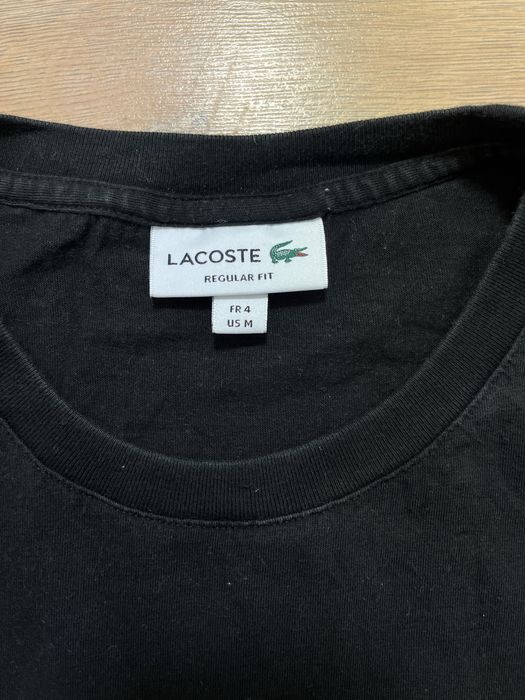 LACOSTE
REGULAR FIT
FR 4
US M